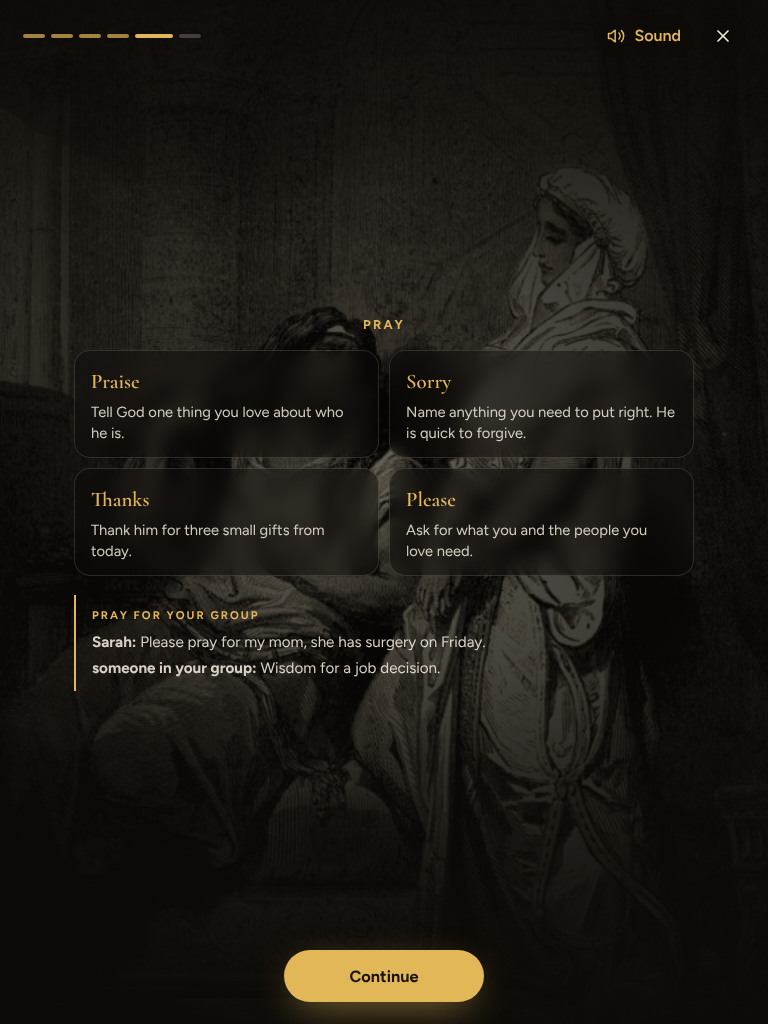 Sound
PRAY
Praise
Tell God one thing you love about who
he is.
Sorry
Name anything you need to put right. He
is quick to forgive.
Thanks
Thank him for three small gifts from
today.
Please
Ask for what you and the people you
love need.
PRAY FOR YOUR GROUP
Sarah: Please pray for my mom, she has surgery on Friday.
someone in your group: Wisdom for a job decision.
Continue